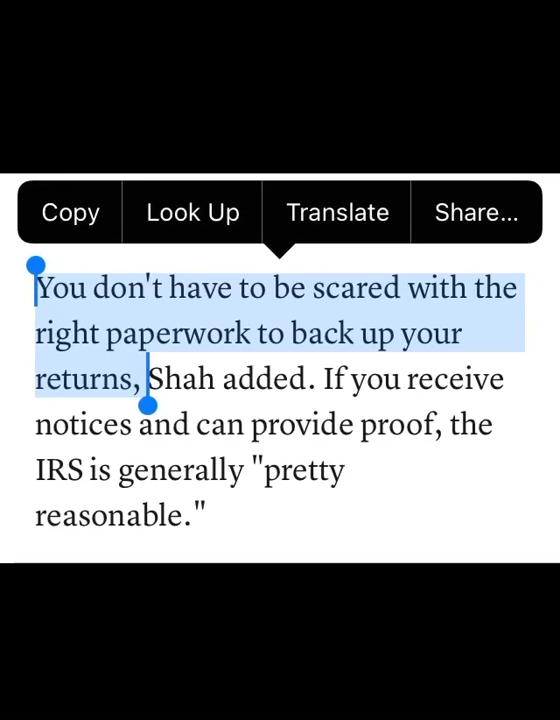 Copy Look Up Translate Share...
You don't have to be scared with the
right paperwork to back up your
returns, Shah added. If you receive
notices and can provide proof, the
IRS is generally "pretty
reasonable."